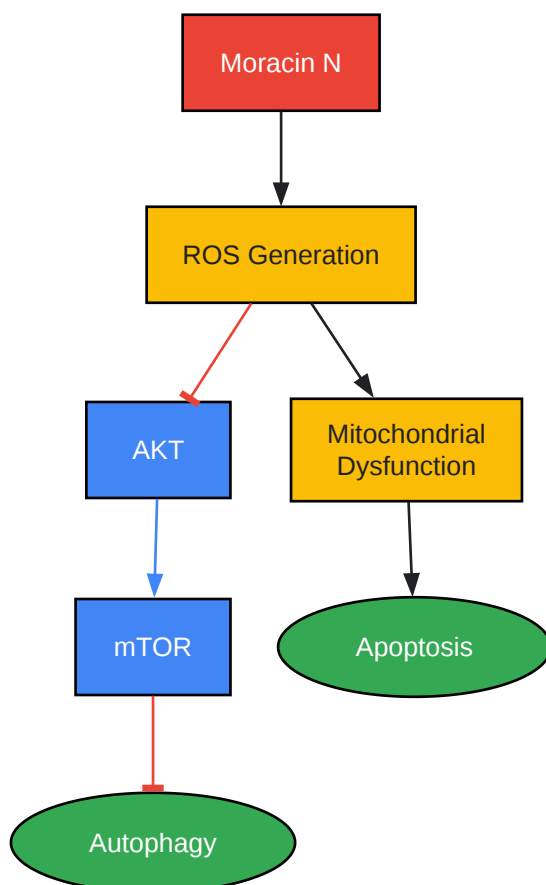 Moracin N
ROS Generation
AKT
Mitochondrial
Dysfunction
mTOR
Apoptosis
Autophagy